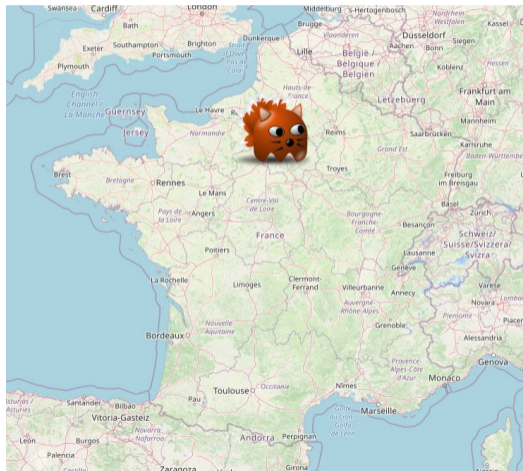 Swansea
Cardiff
London
Middelburg
's-Hertogenbosch
Bath
Brugge
Düsseldorf
Kassel
Exeter
Southampton
Brighton
Dunkerque
Aachen
Bonn
Siegen
Hessen
Plymouth
Portsmouth
Lille
België /
Belgique /
Belgien
Koblenz
English
Channel /
La Manche
Hauts-de-
France
Letzebuerg
Frankfurt am
Main
Guernsey
Le Havre
Jersey
Normandie
Reims
Saarbrücken
Mannheim
Karlsruhe
Grand Est
Brest
Bretagne
Rennes
Troyes
Freiburg
im Breisgau
Le Mans
Centre-Val
de Loire
Basel
Zürich
Pays de
la Loire
Angers
Bourgogne
Franche-
Comté
Besançon
France
Schweiz/
Suisse/Svizzera/
Svizra
Poitiers
Lausanne
Genève
La Rochelle
Limoges
Clermont-
Ferrand
Villeurbanne
Annecy
Varese
Novara
Auvergne
Rhône Alpes
Piemonte
Bordeaux
Nouvelle
Aquitaine
Grenoble
Alessandria
Genova
Provence
Alpes Côte
d'Azur
Monaco
Toulouse
Occitanie
Nîmes
Pau
Marseille
Santander
Bilbao
Vitoria-Gasteiz
León
Burgos
Andorra
Perpignan
Palencia
Zaragoza
Girona